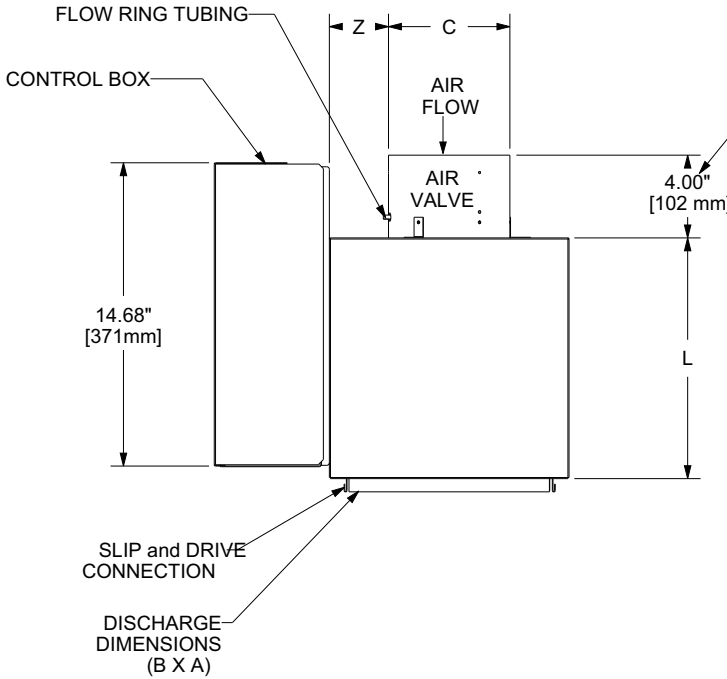 FLOW RING TUBING
Z
C
CONTROL BOX
AIR
FLOW
AIR
VALVE
4.00"
[102 mm]
14.68"
[371mm]
L
SLIP and DRIVE
CONNECTION
DISCHARGE
DIMENSIONS
(B X A)